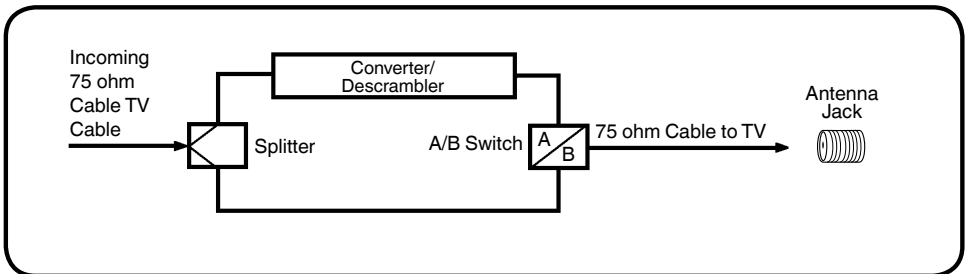 Incoming
75 ohm
Cable TV
Cable
Converter/
Descrambler
Splitter
A/B Switch
A
B
75 ohm Cable to TV
Antenna
Jack